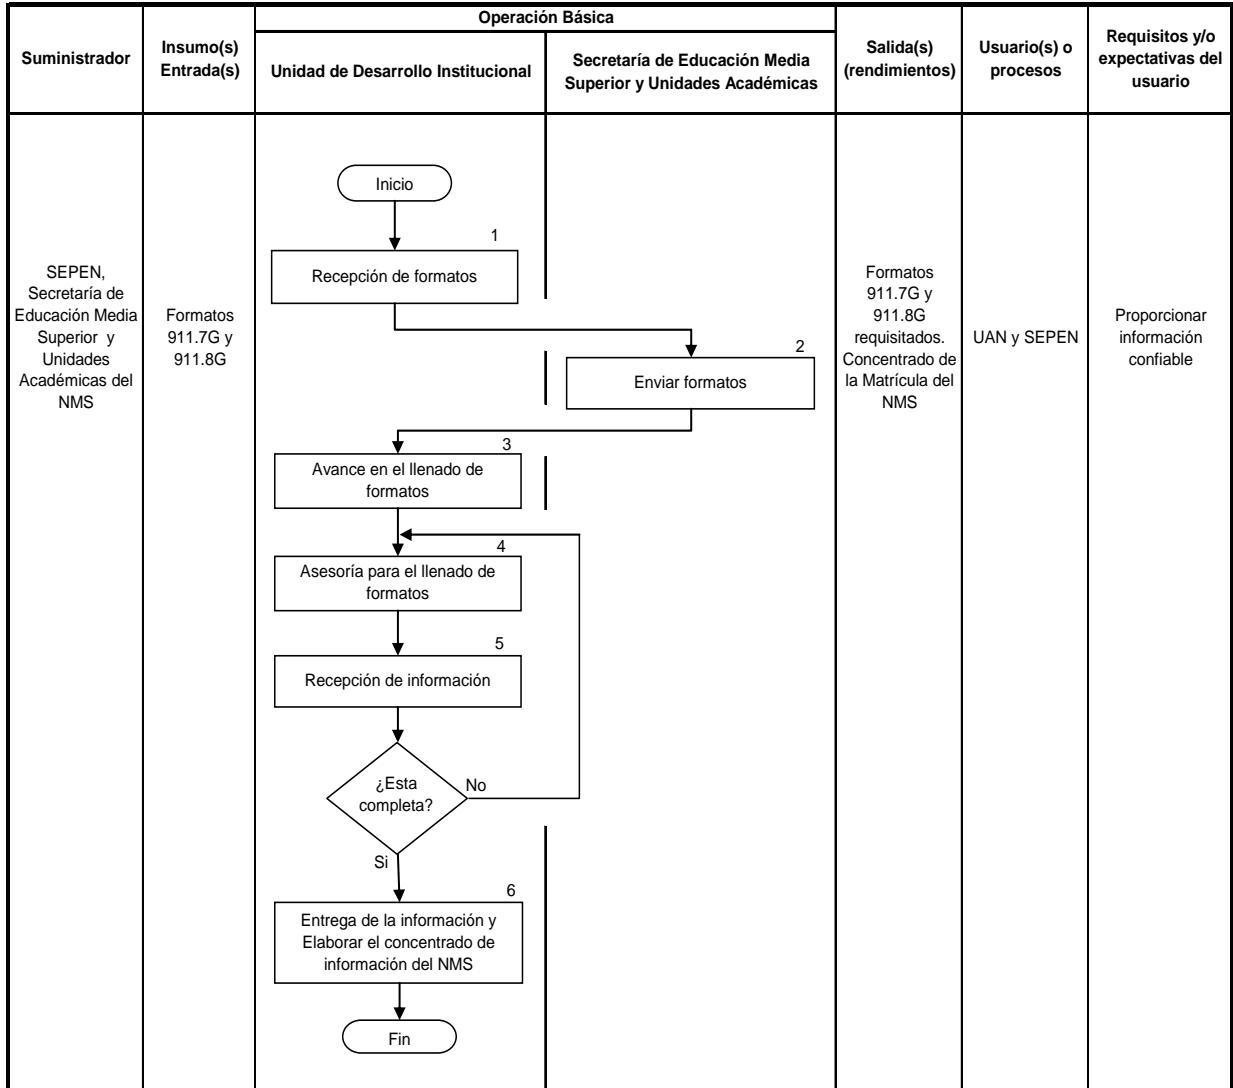 Operación Básica
Suministrador
Insumo(s)
Entrada(s)
Unidad de Desarrollo Institucional
Secretaría de Educación Media
Superior y Unidades Académicas
Salida(s)
(rendimientos)
Usuario(s) o
procesos
Requisitos y/o
expectativas del
usuario
SEPEN,
Secretaría de
Educación Media
Superior y
Unidades
Académicas del
NMS
Formatos
911.7G y
911.8G
Inicio
1
Recepción de formatos
2
Enviar formatos
3
Avance en el llenado de
formatos
4
Asesoría para el llenado de
formatos
5
Recepción de información
¿Esta
completa?
No
Si
6
Entrega de la información y
Elaborar el concentrado de
información del NMS
Fin
Formatos
911.7G y
911.8G
requisitados.
Concentrado de
la Matrícula del
NMS
UAN y SEPEN
Proporcionar
información
confiable